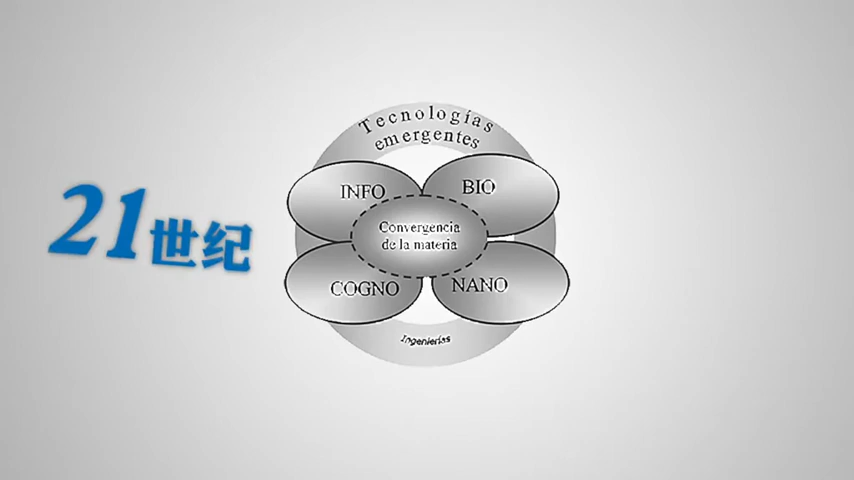 Tecnologías
emergentes
INFO
BIO
21世纪
Convergencia
de la materia
COGNO
NANO
Ingenierías